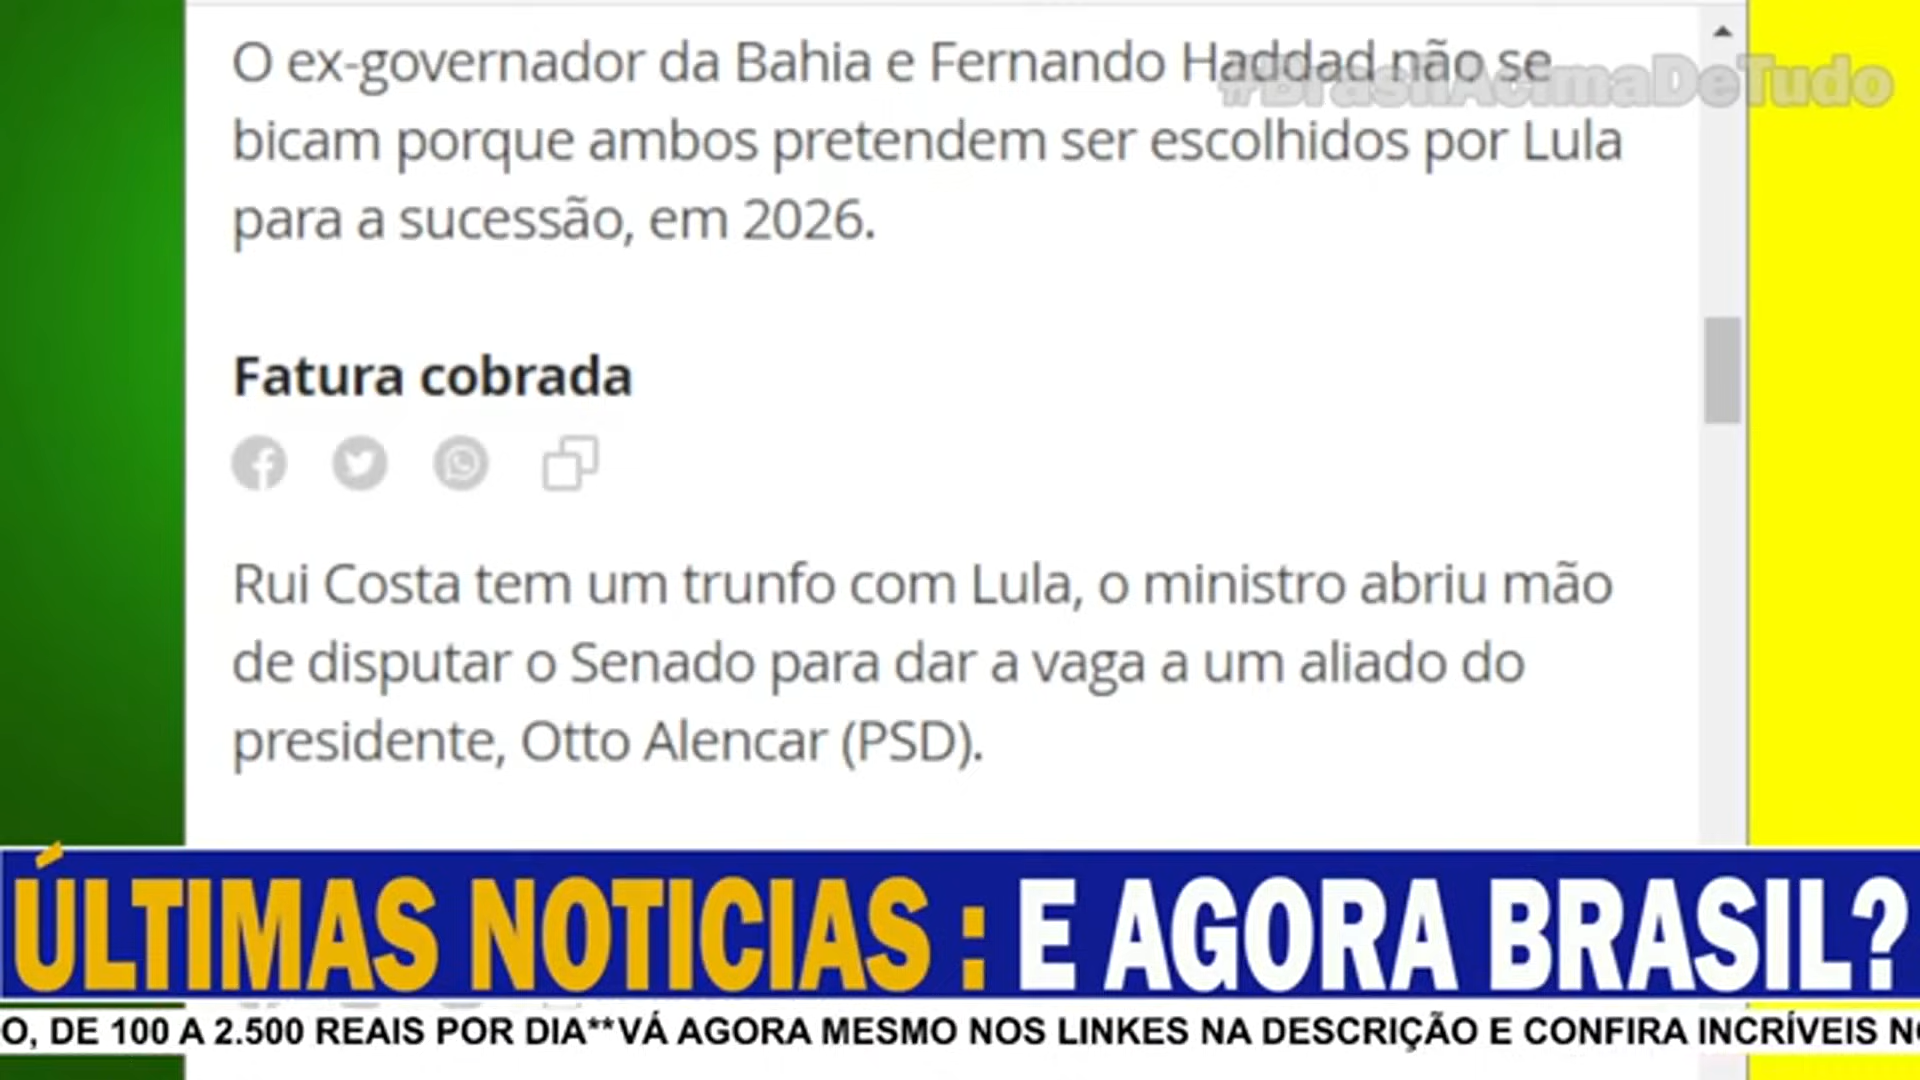 O ex-governador da Bahia e Fernando Haddad não se
#BrasilAcimaDeTudo
bicam porque ambos pretendem ser escolhidos por Lula
para a sucessão, em 2026.
Fatura cobrada
Rui Costa tem um trunfo com Lula, o ministro abriu mão
de disputar o Senado para dar a vaga a um aliado do
presidente, Otto Alencar (PSD).
ÚLTIMAS NOTICIAS : E AGORA BRASIL?
O, DE 100 A 2.500 REAIS POR DIA**VÁ AGORA MESMO NOS LINKES NA DESCRIÇÃO E CONFIRA INCRÍVEIS